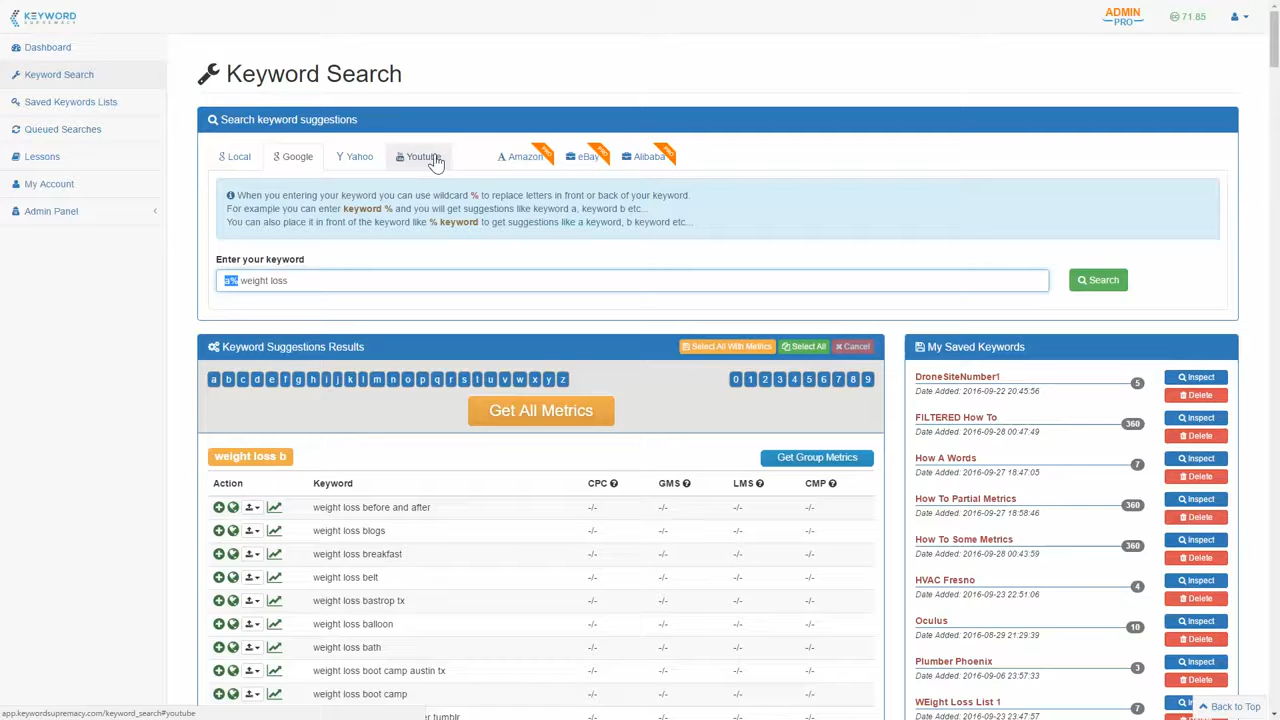 KEYWORD
SUPREMACY
ADMIN
PRO
71.85
Dashboard
Keyword Search
Saved Keywords Lists
Queued Searches
Lessons
My Account
Admin Panel
Keyword Search
Search keyword suggestions
Local
Google
Yahoo
Youtube
Amazon
PRO
eBay
PRO
Alibaba
PRO
When you entering your keyword you can use wildcard % to replace letters in front or back of your keyword.
For example you can enter keyword % and you will get suggestions like keyword a, keyword b etc...
You can also place it in front of the keyword like % keyword to get suggestions like a keyword, b keyword etc...
Enter your keyword
a% weight loss
Search
Keyword Suggestions Results
Select All With Metrics
Select All
Cancel
a b c d e f g h i j k l m n o p q r s t u v w x y z
0 1 2 3 4 5 6 7 8 9
Get All Metrics
weight loss b
Get Group Metrics
Action Keyword CPC GMS LMS CMP
weight loss before and after -/- -/- -/- -/-
weight loss blogs -/- -/- -/- -/-
weight loss breakfast -/- -/- -/- -/-
weight loss belt -/- -/- -/- -/-
weight loss bastrop tx -/- -/- -/- -/-
weight loss balloon -/- -/- -/- -/-
weight loss bath -/- -/- -/- -/-
weight loss boot camp austin tx -/- -/- -/- -/-
weight loss boot camp -/- -/- -/- -/-
er tumblr
My Saved Keywords
DroneSiteNumber1
Date Added: 2016-09-22 20:45:56
5
Inspect
Delete
FILTERED How To
Date Added: 2016-09-28 00:47:49
360
Inspect
Delete
How A Words
Date Added: 2016-09-27 18:47:05
7
Inspect
Delete
How To Partial Metrics
Date Added: 2016-09-27 18:58:46
360
Inspect
Delete
How To Some Metrics
Date Added: 2016-09-28 00:43:59
360
Inspect
Delete
HVAC Fresno
Date Added: 2016-09-23 22:51:06
4
Inspect
Delete
Oculus
Date Added: 2016-08-29 21:29:39
10
Inspect
Delete
Plumber Phoenix
Date Added: 2016-09-06 23:57:33
3
Inspect
Delete
WEight Loss List 1
Date Added: 2016-09-23 23:47:57
7
Back to Top
app.keywordsupremacy.com/keyword_search#youtube